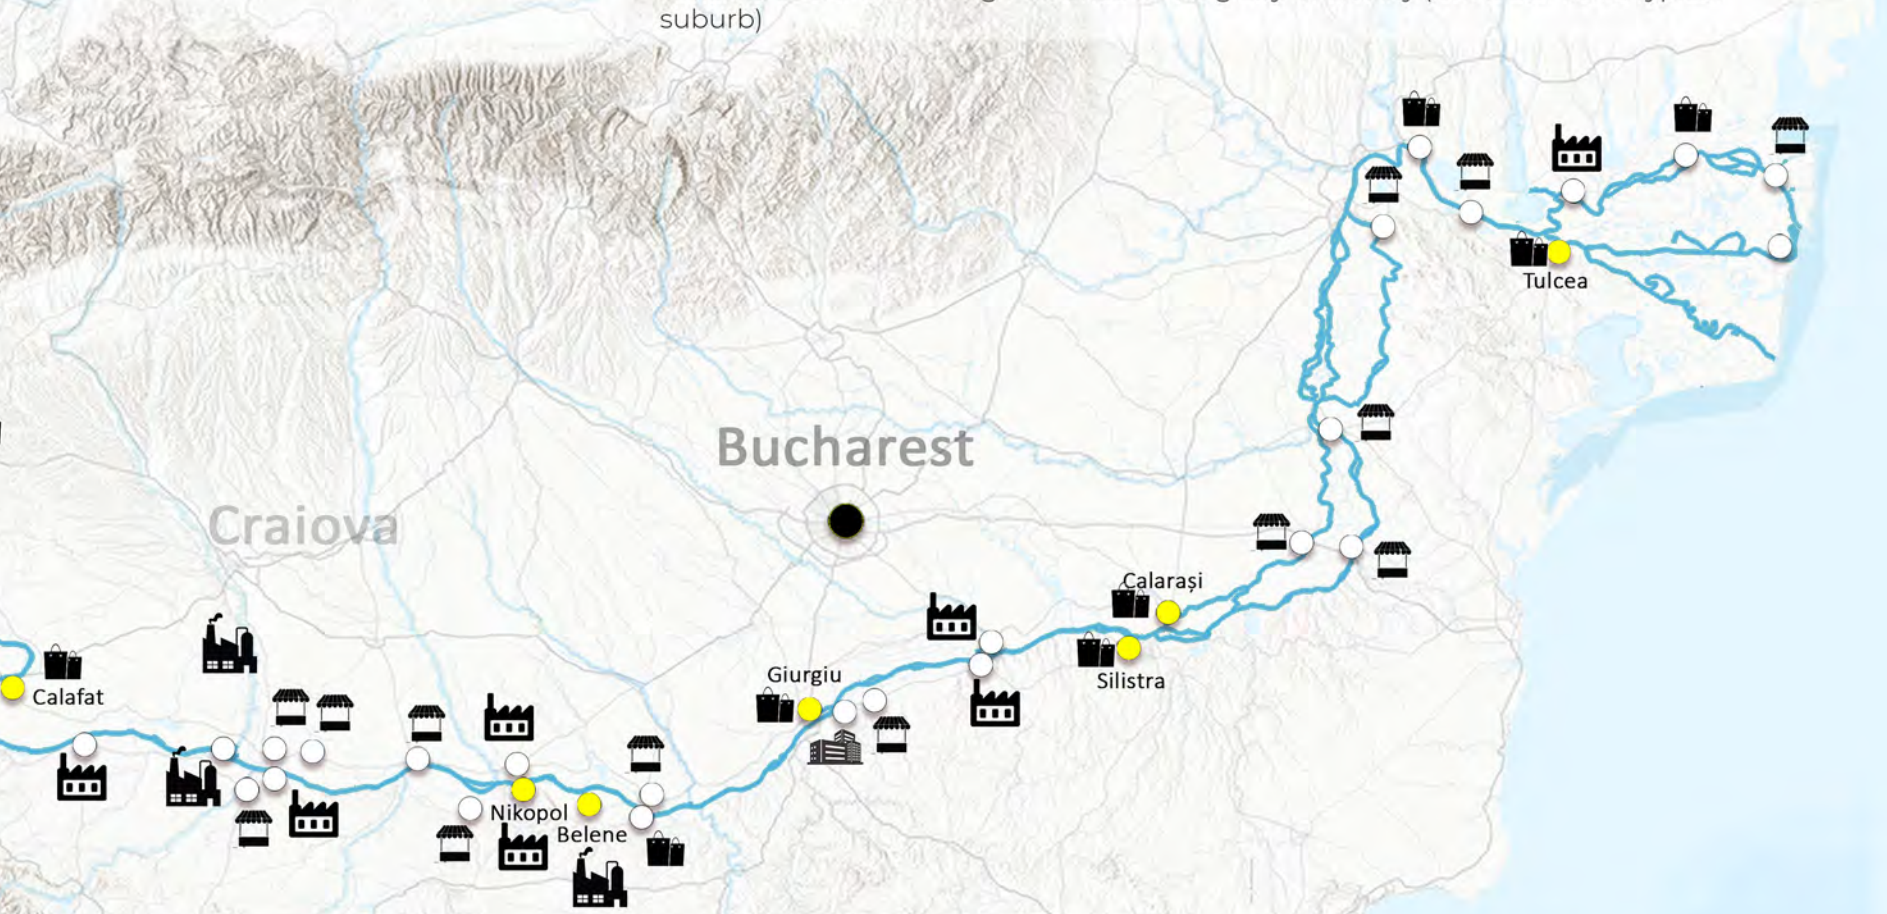 suburb)
Bucharest
Craiova
Tulcea
Calarași
Silistra
Giurgiu
Calafat
Nikopol
Belene